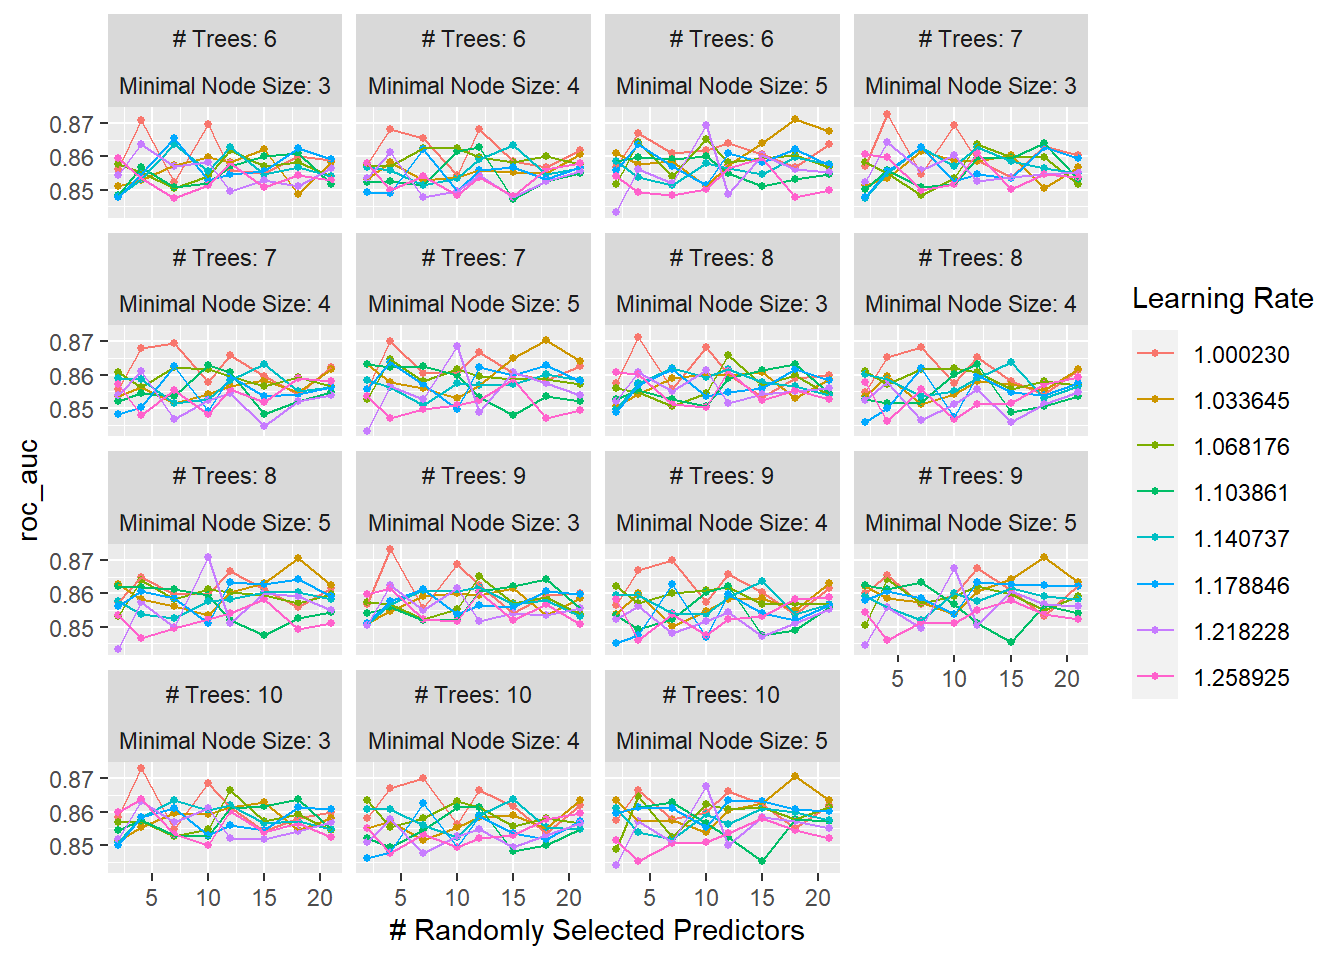 # Trees: 6
Minimal Node Size: 3
# Trees: 6
Minimal Node Size: 4
# Trees: 6
Minimal Node Size: 5
# Trees: 7
Minimal Node Size: 3
0.87
0.86
0.85
# Trees: 7
Minimal Node Size: 4
# Trees: 7
Minimal Node Size: 5
# Trees: 8
Minimal Node Size: 3
# Trees: 8
Minimal Node Size: 4
0.87
0.86
0.85
# Trees: 8
Minimal Node Size: 5
# Trees: 9
Minimal Node Size: 3
# Trees: 9
Minimal Node Size: 4
# Trees: 9
Minimal Node Size: 5
0.87
0.86
0.85
5 10 15 20
# Trees: 10
Minimal Node Size: 3
# Trees: 10
Minimal Node Size: 4
# Trees: 10
Minimal Node Size: 5
0.87
0.86
0.85
5 10 15 20
5 10 15 20
5 10 15 20
# Randomly Selected Predictors
roc_auc
Learning Rate
1.000230
1.033645
1.068176
1.103861
1.140737
1.178846
1.218228
1.258925